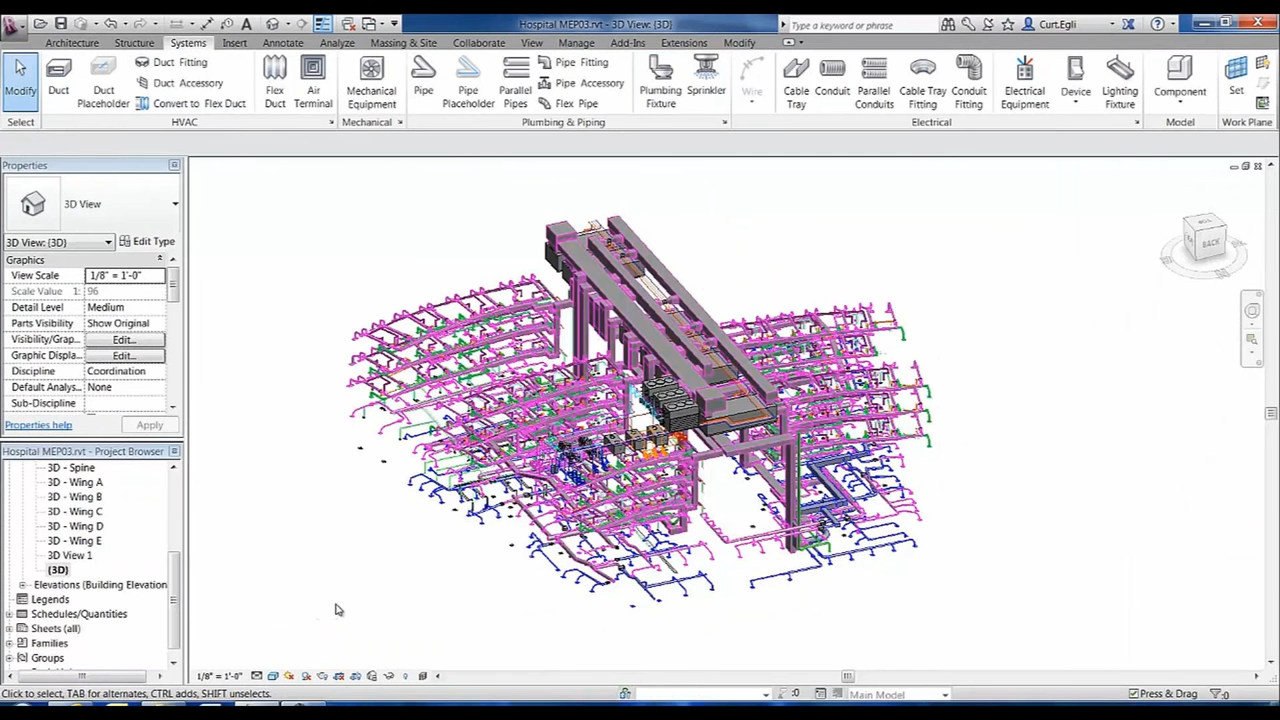 Hospital MEP03.rvt - 3D View: {3D}
Type a keyword or phrase
Curt.Egli
Architecture Structure Systems Insert Annotate Analyze Massing & Site Collaborate View Manage Add-Ins Extensions Modify
Modify
Duct
Duct Placeholder
Duct Fitting
Duct Accessory
Convert to Flex Duct
Flex Duct
Air Terminal
Mechanical Equipment
Pipe
Pipe Placeholder
Parallel Pipes
Pipe Fitting
Pipe Accessory
Flex Pipe
Plumbing Fixture
Sprinkler
Wire
Cable Tray
Conduit
Parallel Conduits
Cable Tray Fitting
Conduit Fitting
Electrical Equipment
Device
Lighting Fixture
Component
Set
Select HVAC Mechanical Plumbing & Piping Electrical Model Work Plane
Properties
3D View
3D View: {3D} Edit Type
Graphics
View Scale 1/8" = 1'-0"
Scale Value 1: 96
Detail Level Medium
Parts Visibility Show Original
Visibility/Grap... Edit...
Graphic Displa... Edit...
Discipline Coordination
Default Analys... None
Sub-Discipline
Properties help Apply
Hospital MEP03.rvt - Project Browser
3D - Spine
3D - Wing A
3D - Wing B
3D - Wing C
3D - Wing D
3D - Wing E
3D View 1
{3D}
Elevations (Building Elevation
Legends
Schedules/Quantities
Sheets (all)
Families
Groups
BACK
1/8" = 1'-0"
Click to select, TAB for alternates, CTRL adds, SHIFT unselects.
:0
Main Model
Press & Drag
:0